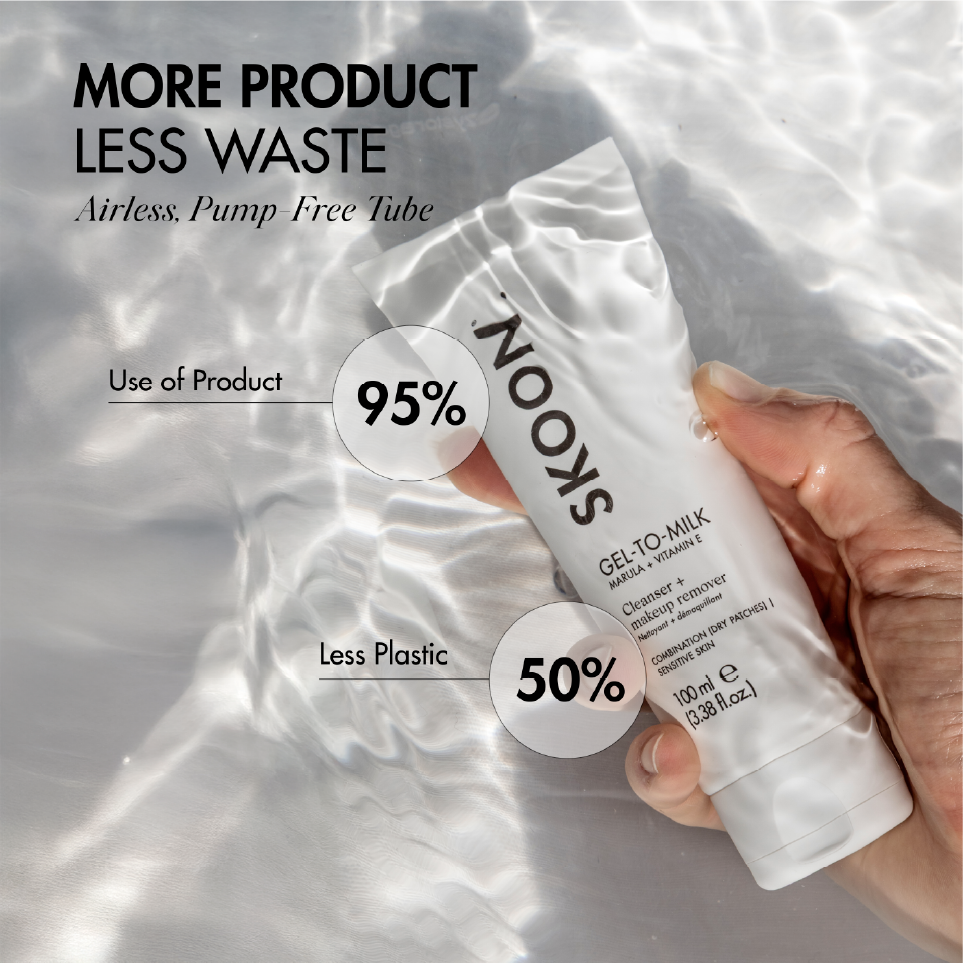 MORE PRODUCT
LESS WASTE
Airless, Pump-Free Tube
Use of Product
95%
Less Plastic
50%
SKOON.
GEL-TO-MILK
MARULA + VITAMIN E
Cleanser +
makeup remover
Nettoyant + démaquillant
COMBINATION (DRY PATCHES) |
SENSITIVE SKIN
100 ml ℮
(3.38 fl.oz.)